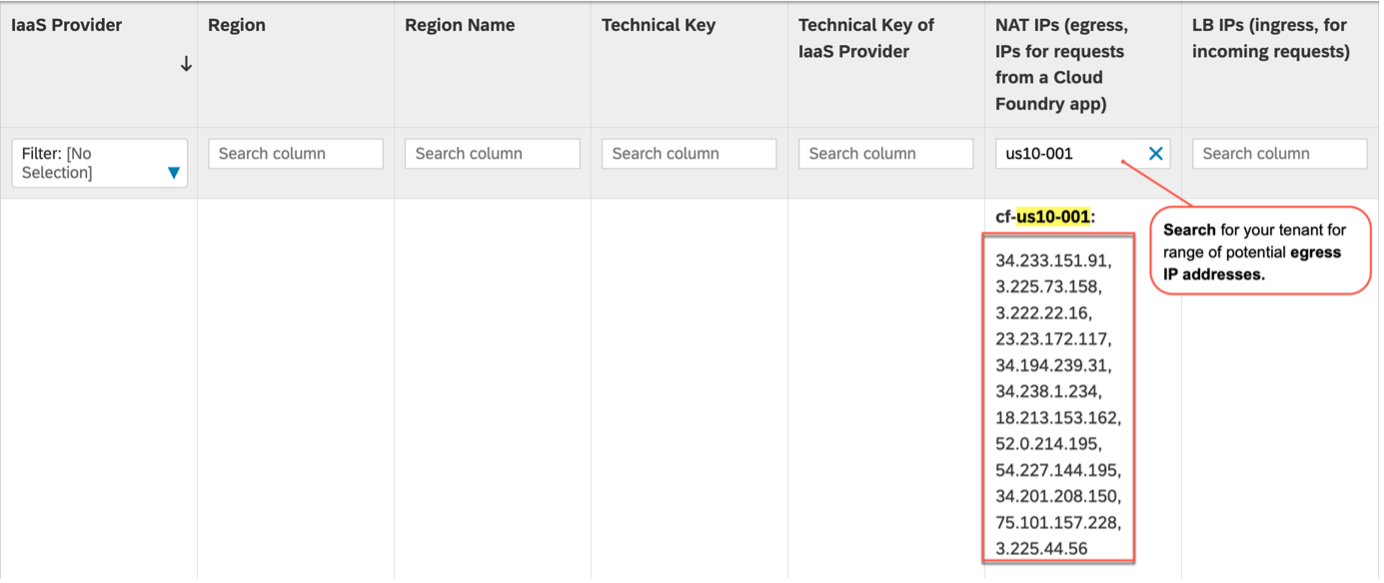 IaaS Provider
Region
Region Name
Technical Key
Technical Key of
IaaS Provider
NAT IPs (egress,
IPs for requests
from a Cloud
Foundry app)
LB IPs (ingress, for
incoming requests)
Filter: [No
Selection]
Search column
Search column
Search column
Search column
us10-001
Search column
cf-us10-001:
34.233.151.91,
3.225.73.158,
3.222.22.16,
23.23.172.117,
34.194.239.31,
34.238.1.234,
18.213.153.162,
52.0.214.195,
54.227.144.195,
34.201.208.150,
75.101.157.228,
3.225.44.56
Search for your tenant for
range of potential egress
IP addresses.